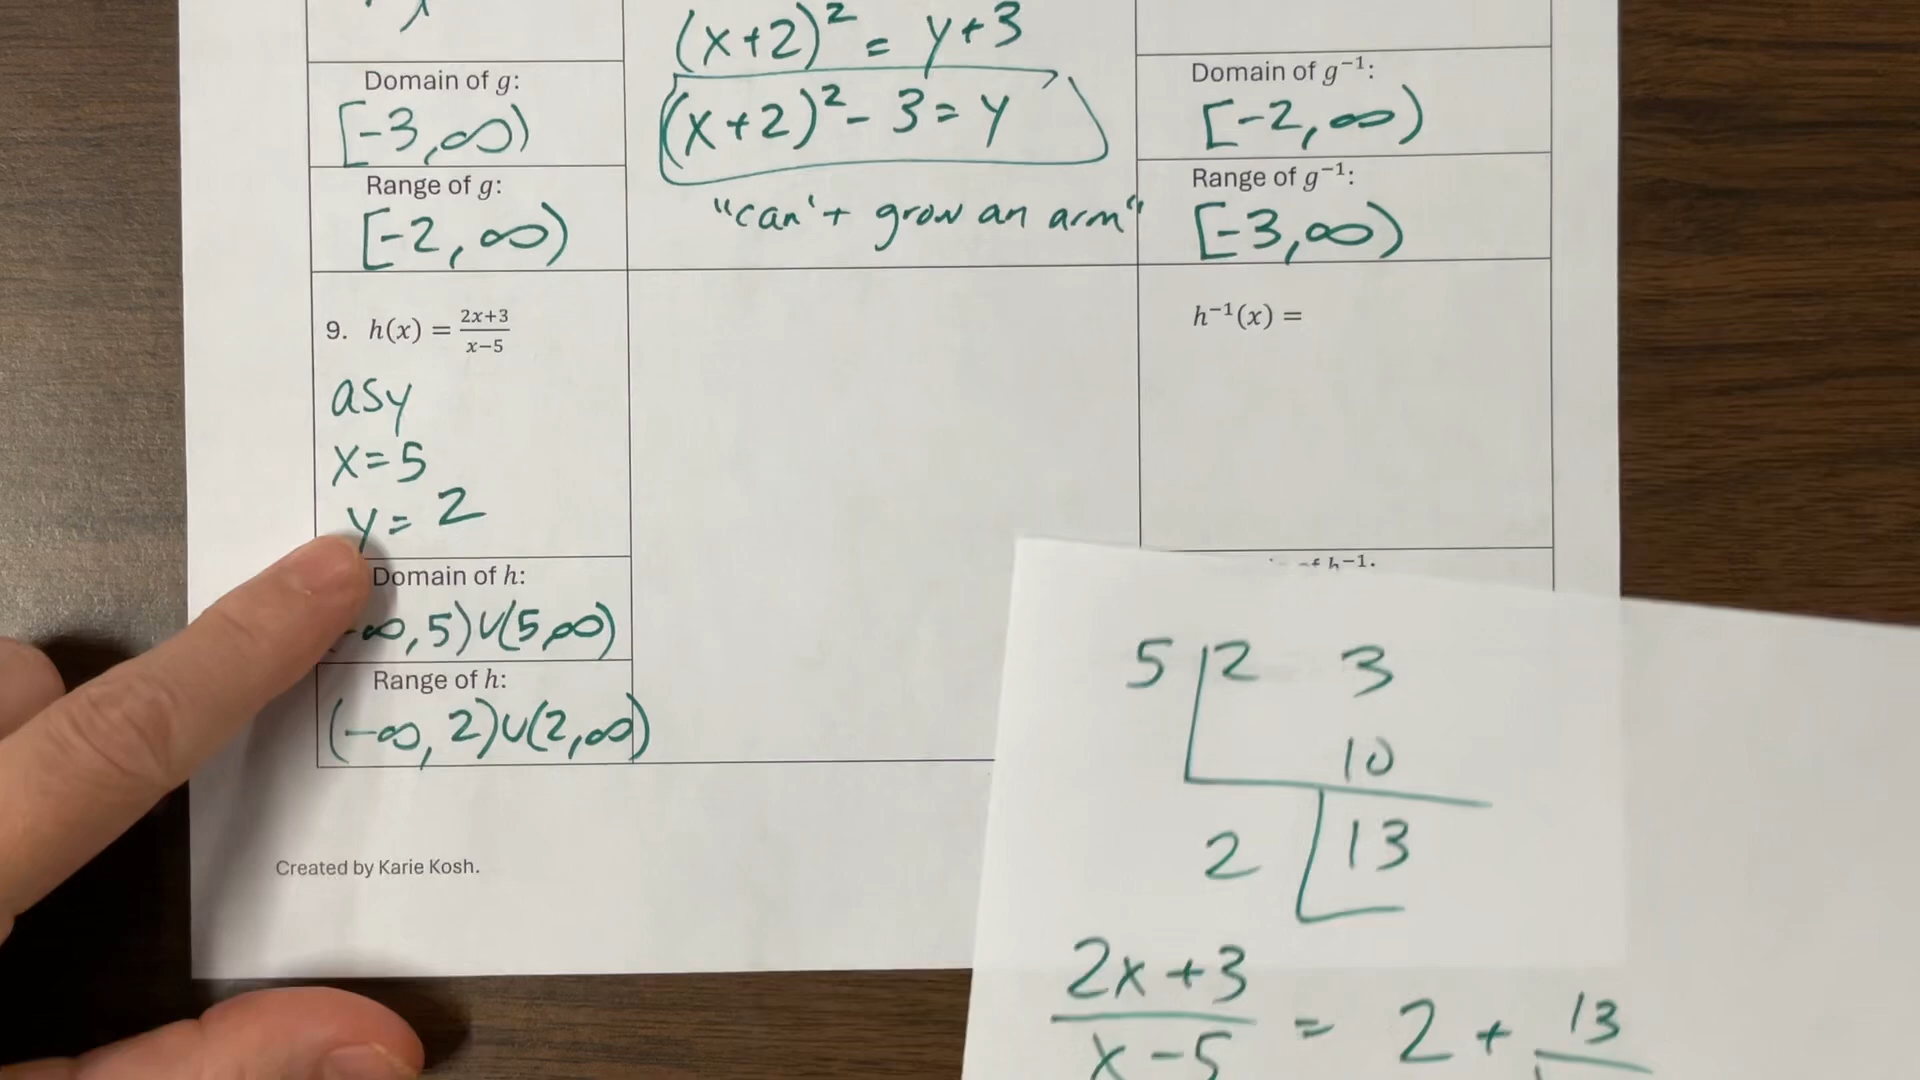 (x+2)² = y+3
(x+2)² - 3 = y
"can't grow an arm"
Domain of g:
[-3,∞)
Range of g:
[-2,∞)
Domain of g⁻¹:
[-2,∞)
Range of g⁻¹:
[-3,∞)
9. h(x) = \frac{2x+3}{x-5}
asy
x=5
y=2
Domain of h:
-∞,5)∪(5,∞)
Range of h:
(-∞,2)∪(2,∞)
h⁻¹(x) =
h⁻¹:
5 2 3
10
2 13
2x+3
x-5
= 2 + 13
Created by Karie Kosh.